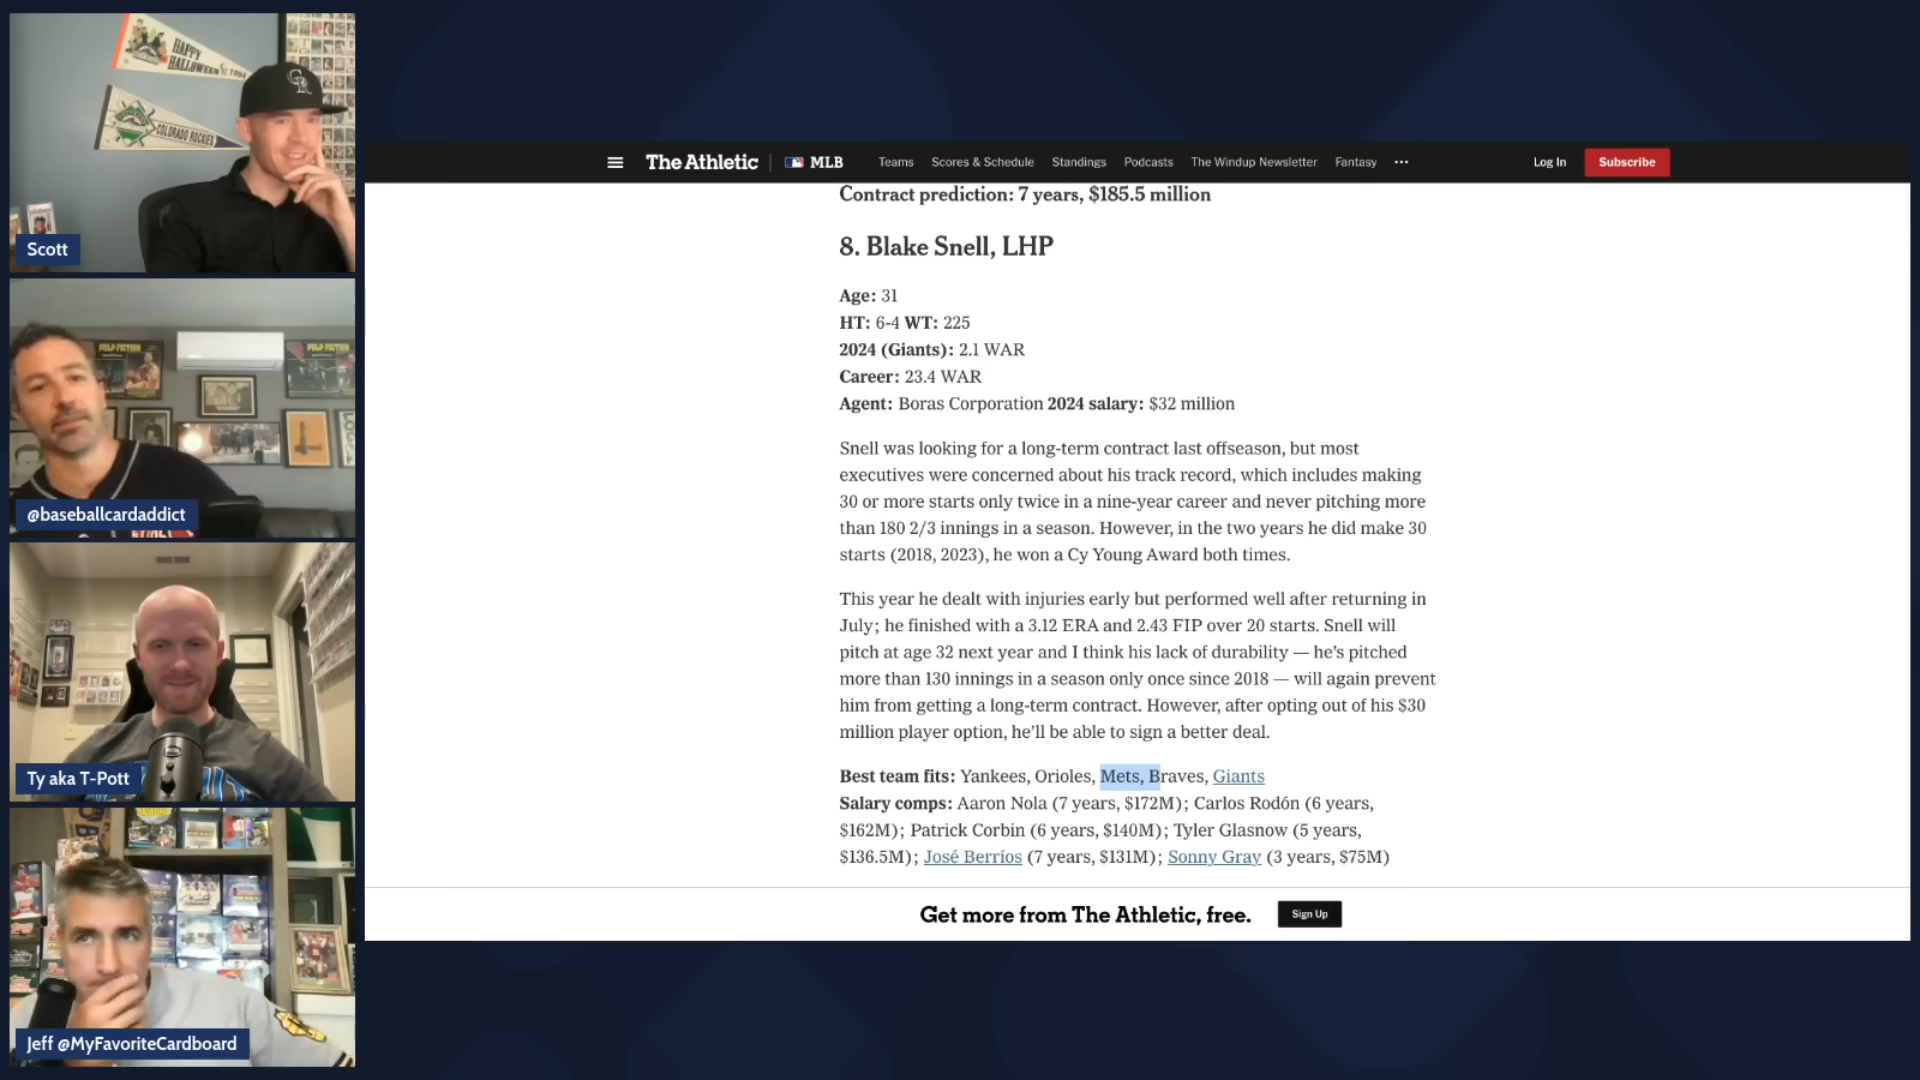 HAPPY
HALLOWEEN
CR
COLORADO ROCKIES
Scott
PULP FICTION
PULP FICTION
@baseballcardaddict
Ty aka T-Pott
Jeff @MyFavoriteCardboard
The Athletic MLB Teams Scores & Schedule Standings Podcasts The Windup Newsletter Fantasy ••• Log In Subscribe
Contract prediction: 7 years, $185.5 million
8. Blake Snell, LHP
Age: 31
HT: 6-4 WT: 225
2024 (Giants): 2.1 WAR
Career: 23.4 WAR
Agent: Boras Corporation 2024 salary: $32 million
Snell was looking for a long-term contract last offseason, but most
executives were concerned about his track record, which includes making
30 or more starts only twice in a nine-year career and never pitching more
than 180 2/3 innings in a season. However, in the two years he did make 30
starts (2018, 2023), he won a Cy Young Award both times.
This year he dealt with injuries early but performed well after returning in
July; he finished with a 3.12 ERA and 2.43 FIP over 20 starts. Snell will
pitch at age 32 next year and I think his lack of durability — he’s pitched
more than 130 innings in a season only once since 2018 — will again prevent
him from getting a long-term contract. However, after opting out of his $30
million player option, he’ll be able to sign a better deal.
Best team fits: Yankees, Orioles, Mets, Braves, Giants
Salary comps: Aaron Nola (7 years, $172M); Carlos Rodón (6 years,
$162M); Patrick Corbin (6 years, $140M); Tyler Glasnow (5 years,
$136.5M); José Berríos (7 years, $131M); Sonny Gray (3 years, $75M)
Get more from The Athletic, free. Sign Up